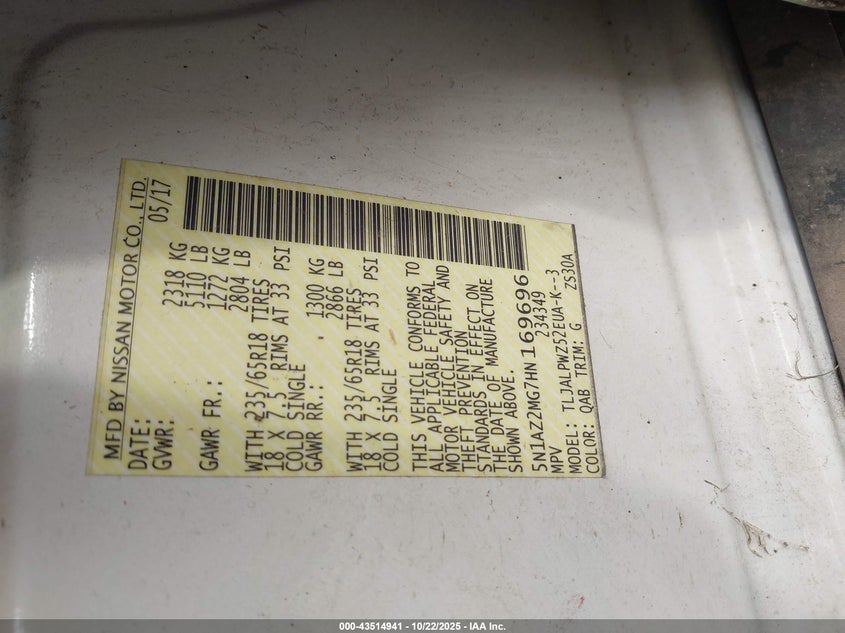 MFD BY NISSAN MOTOR CO., LTD.
DATE: 05/17
GVWR: 2318 KG
5110 LB
GAWR FR.: 1272 KG
2804 LB
WITH 235/65R18 TIRES
18 X 7.5 RIMS AT 33 PSI
COLD SINGLE
GAWR RR.: 1300 KG
2866 LB
WITH 235/65R18 TIRES
18 X 7.5 RIMS AT 33 PSI
COLD SINGLE
THIS VEHICLE CONFORMS TO
ALL APPLICABLE FEDERAL
MOTOR VEHICLE SAFETY AND
THEFT PREVENTION
STANDARDS IN EFFECT ON
THE DATE OF MANUFACTURE
SHOWN ABOVE.
5N1AZ2MG7HN169696
MPV 234349
MODEL: TLJALPWZ52EUA-K--3
COLOR: QAB TRIM: G ZS30A
000-43514941 - 10/22/2025 - IAA Inc.